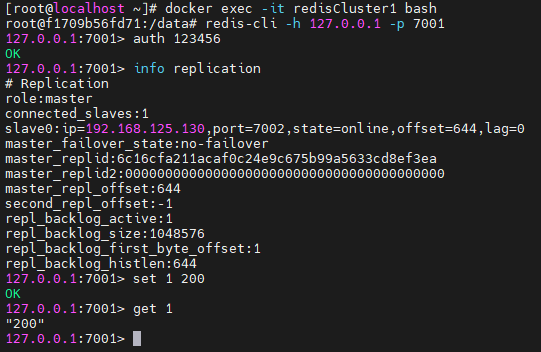 [root@localhost ~]# docker exec -it redisCluster1 bash
root@f1709b56fd71:/data# redis-cli -h 127.0.0.1 -p 7001
127.0.0.1:7001> auth 123456
OK
127.0.0.1:7001> info replication
# Replication
role:master
connected_slaves:1
slave0:ip=192.168.125.130,port=7002,state=online,offset=644,lag=0
master_failover_state:no-failover
master_replid:6c16cfa211acaf0c24e9c675b99a5633cd8ef3ea
master_replid2:0000000000000000000000000000000000000000
master_repl_offset:644
second_repl_offset:-1
repl_backlog_active:1
repl_backlog_size:1048576
repl_backlog_first_byte_offset:1
repl_backlog_histlen:644
127.0.0.1:7001> set 1 200
OK
127.0.0.1:7001> get 1
"200"
127.0.0.1:7001>